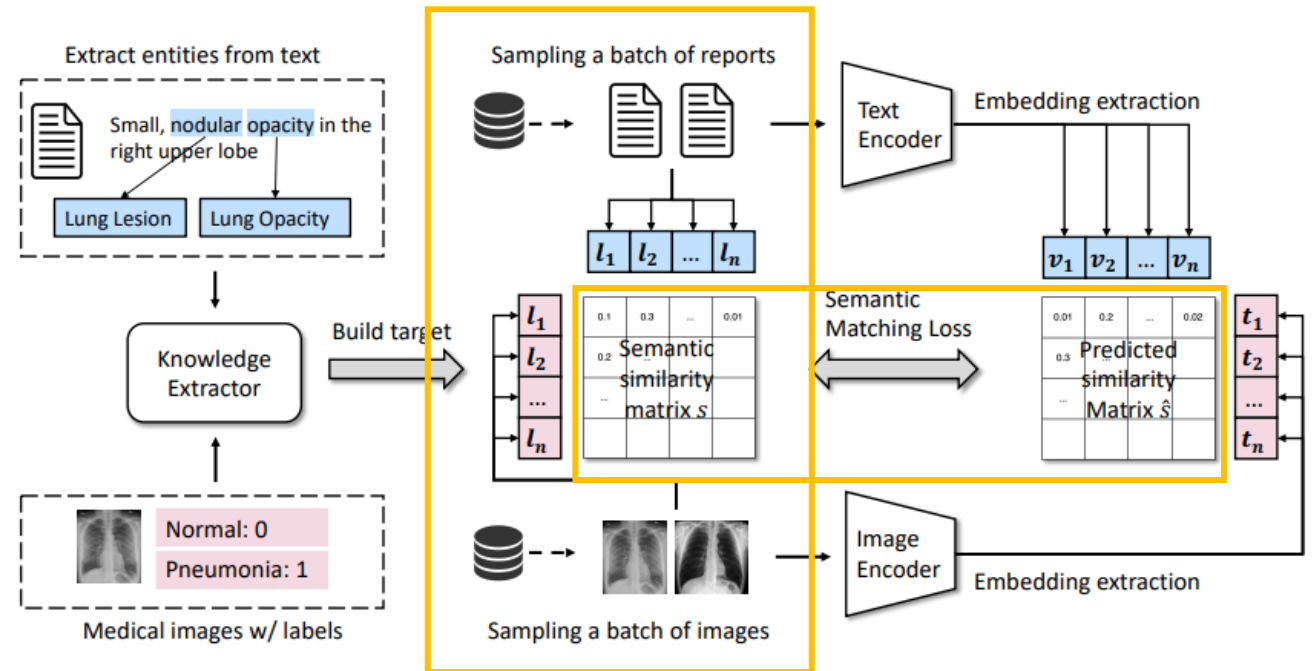 Extract entities from text
Small, nodular opacity in the
right upper lobe
Lung Lesion
Lung Opacity
Knowledge
Extractor
Normal: 0
Pneumonia: 1
Medical images w/ labels
Build target
Sampling a batch of reports
l₁ l₂ ... lₙ
l₁
l₂
...
lₙ
0.1 0.3 ... 0.01
0.2 ...
...
Semantic
similarity
matrix s
Sampling a batch of images
Semantic
Matching Loss
Text
Encoder
Embedding extraction
v₁ v₂ ... vₙ
0.01 0.2 ... 0.02
0.3 ...
...
Predicted
similarity
Matrix ŝ
t₁
t₂
...
tₙ
Image
Encoder
Embedding extraction